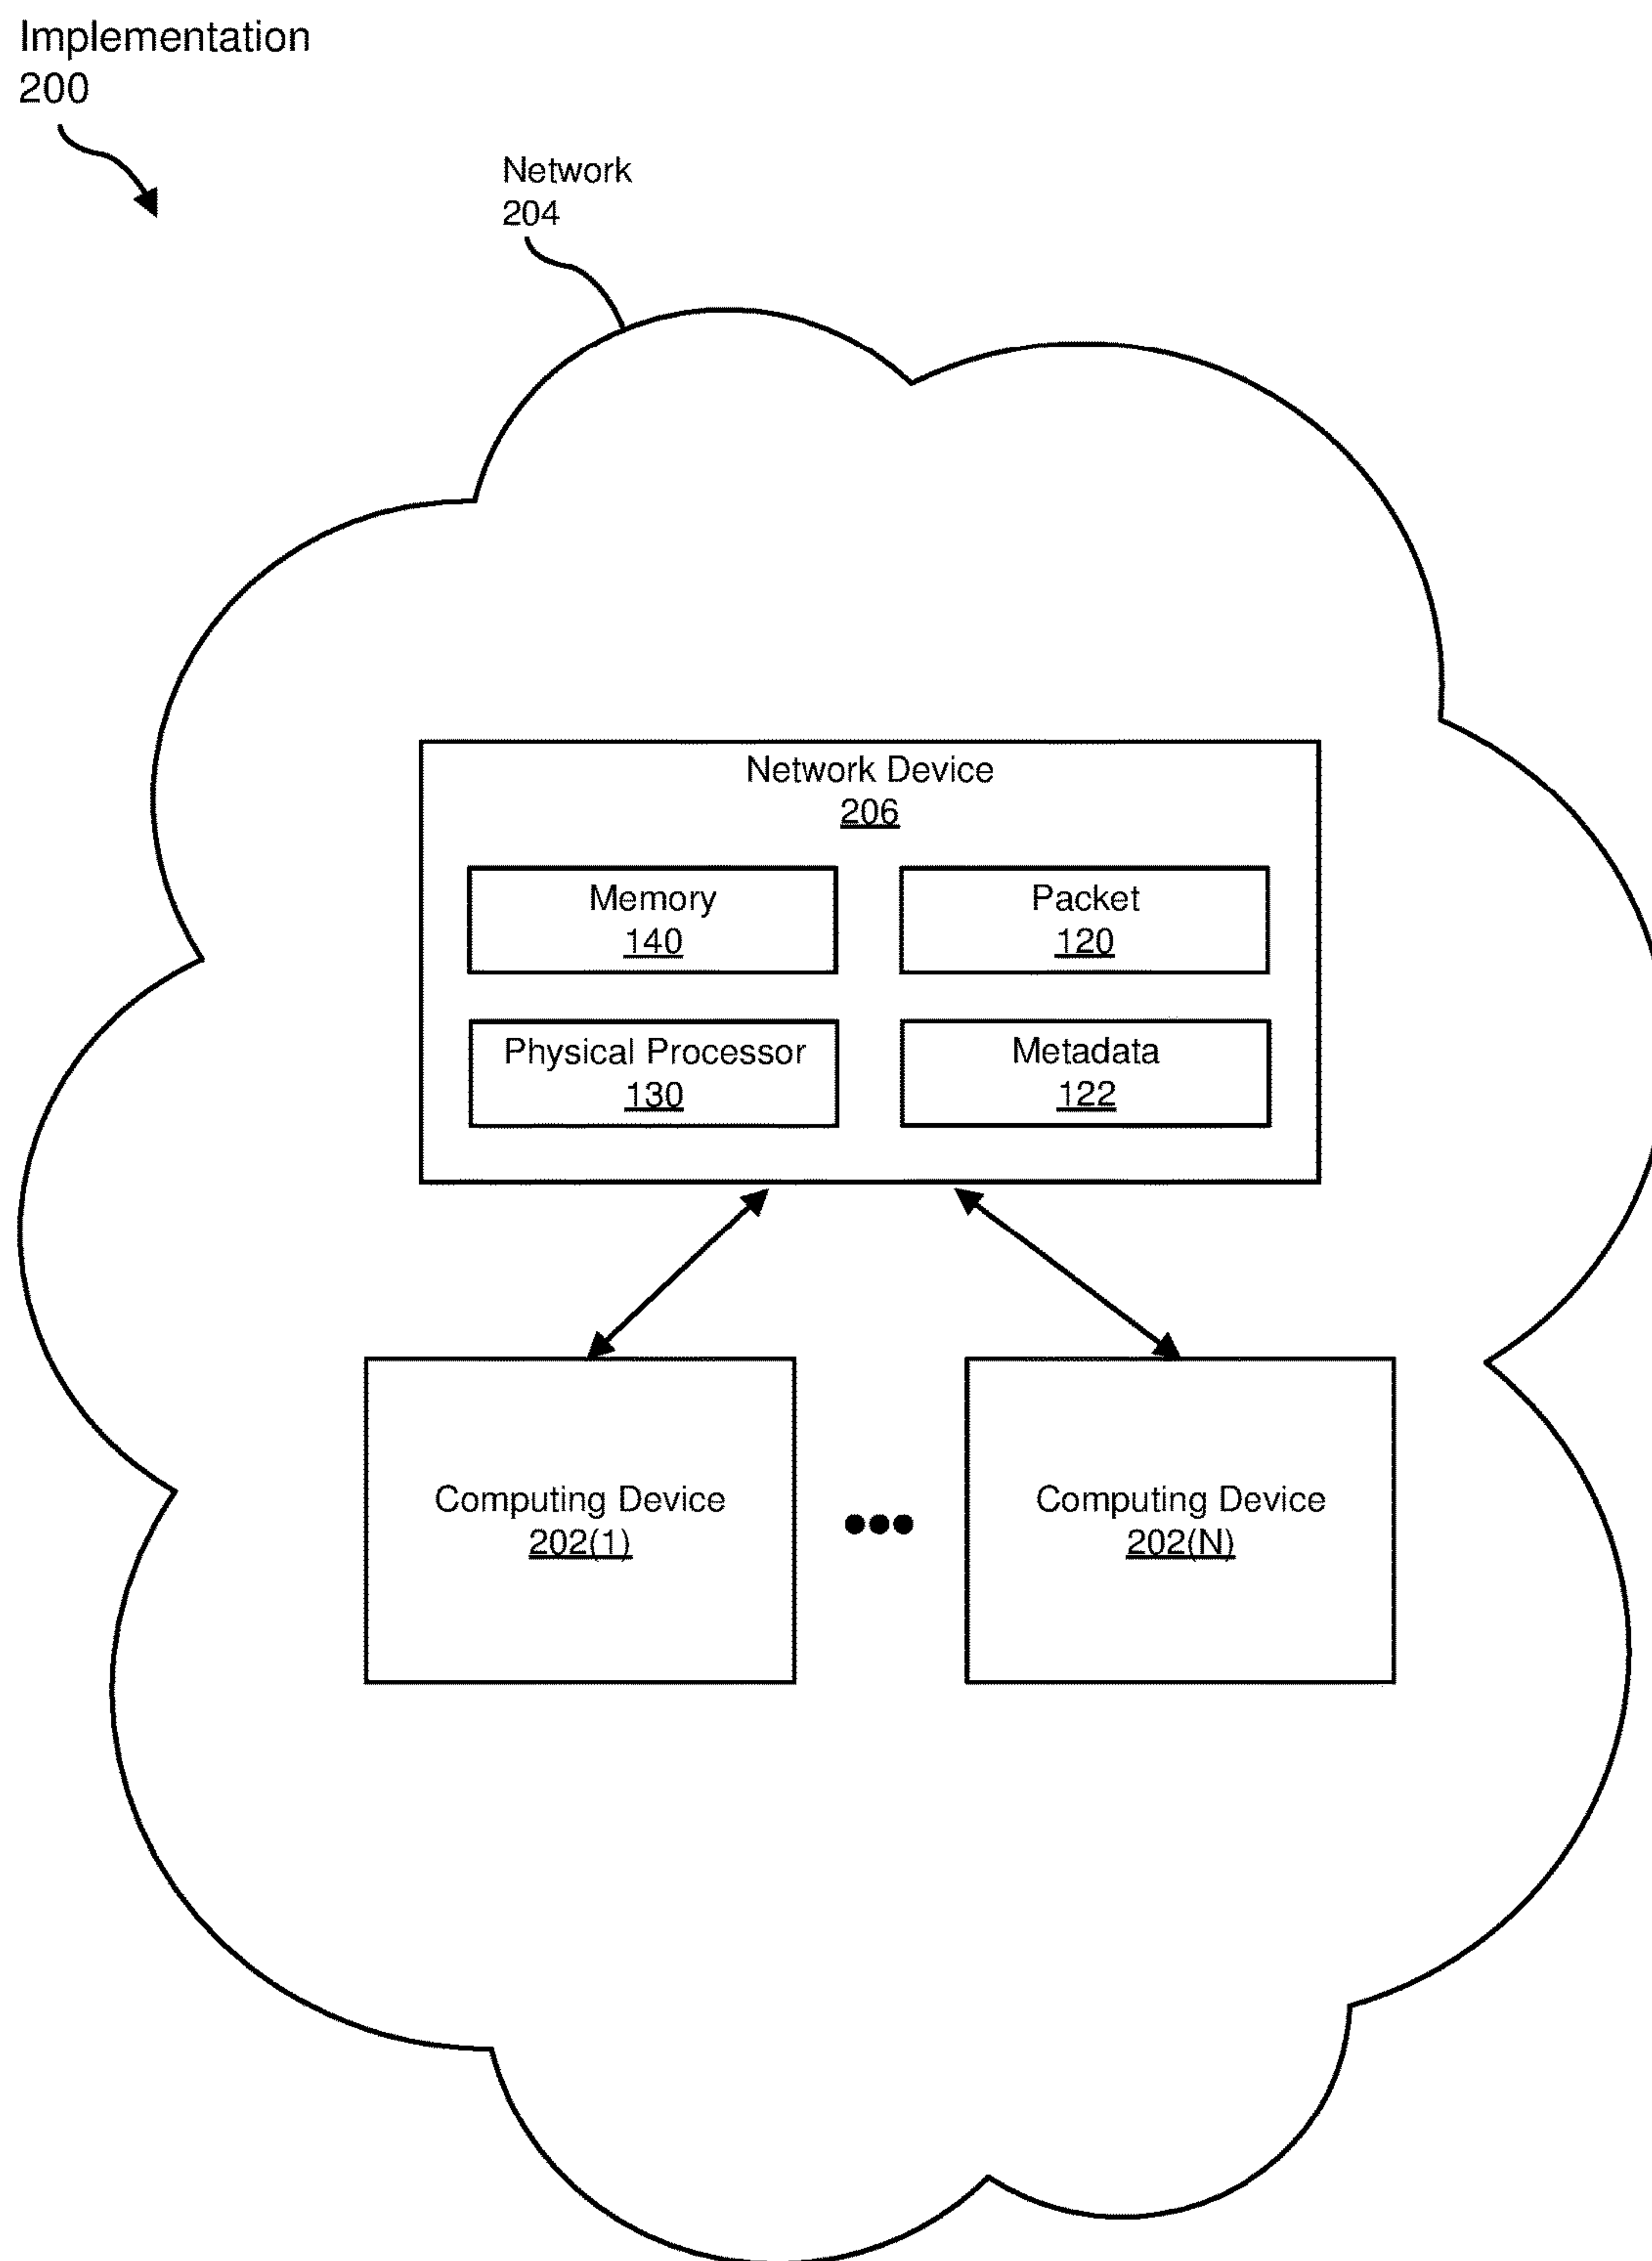 Implementation
200
Network
204
Network Device
206
Memory
140
Packet
120
Physical Processor
130
Metadata
122
Computing Device
202(1)
Computing Device
202(N)